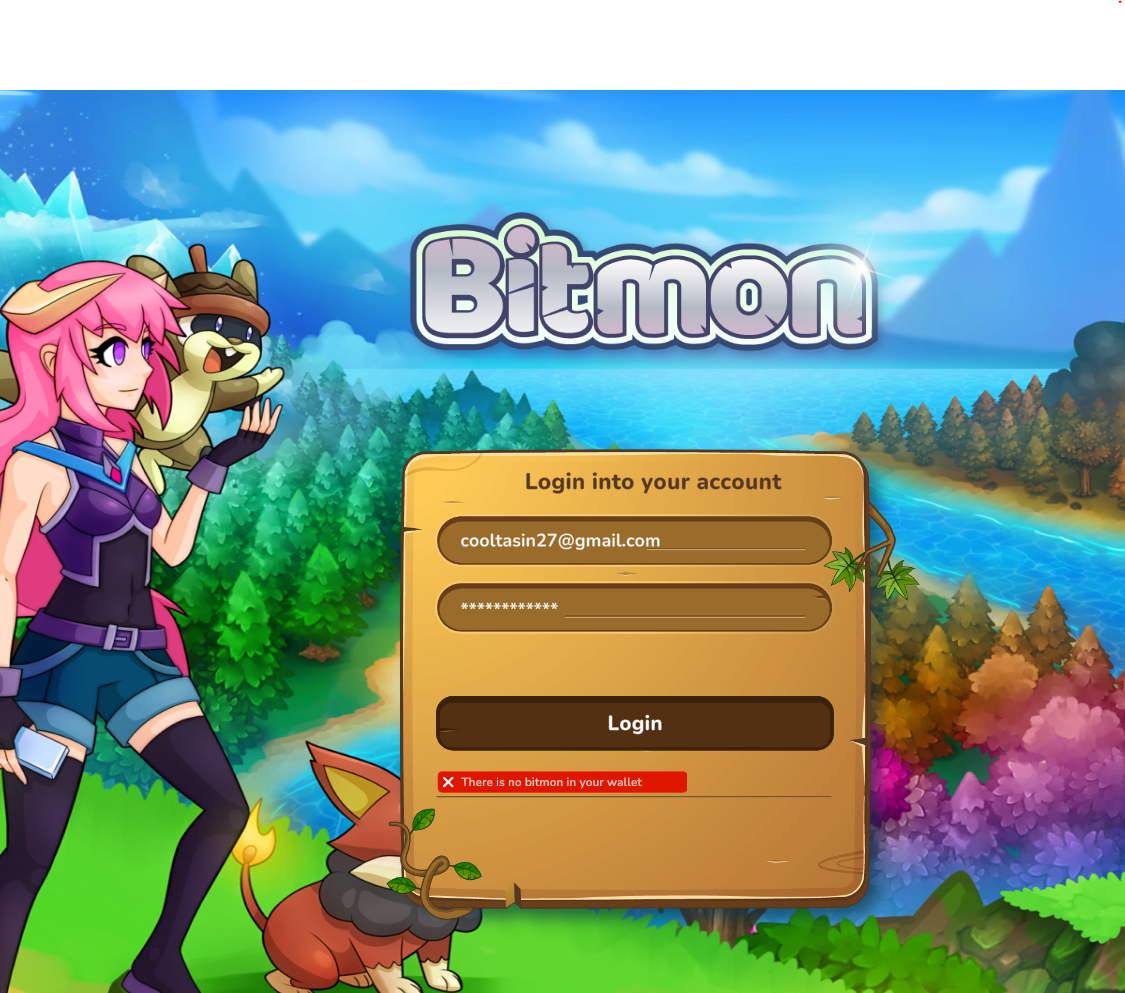 Bitmon
Login into your account
cooltasin27@gmail.com
************
Login
There is no bitmon in your wallet